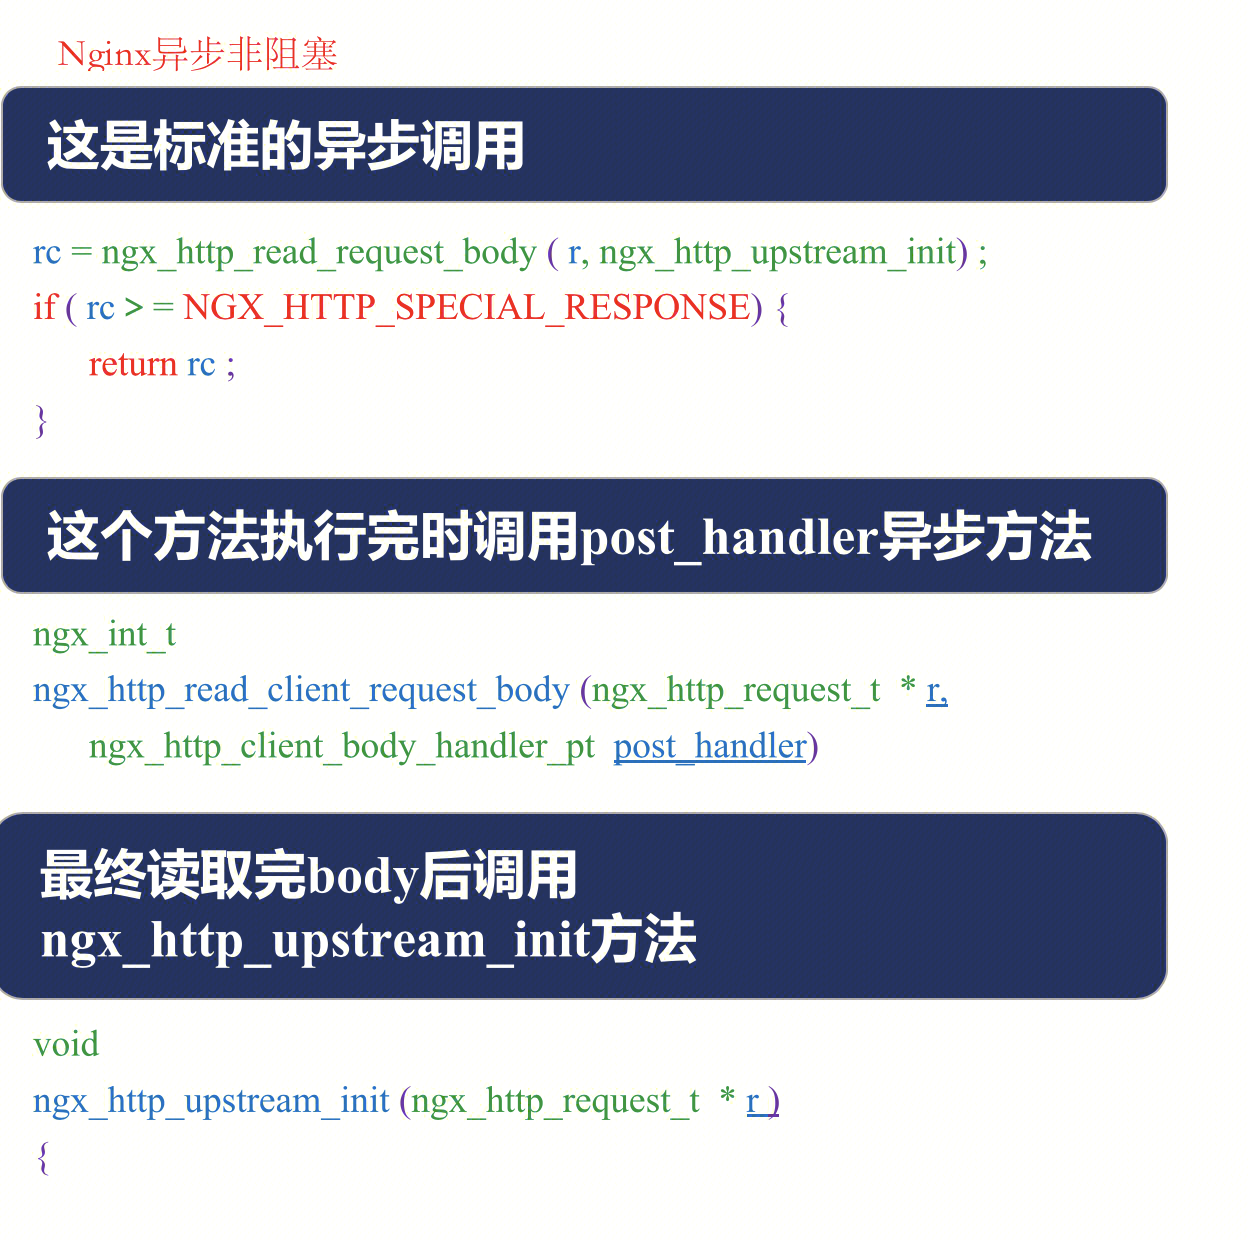 Nginx异步非阻塞
这是标准的异步调用
rc = ngx_http_read_request_body ( r, ngx_http_upstream_init) ;
if ( rc > = NGX_HTTP_SPECIAL_RESPONSE) {
return rc ;
}
这个方法执行完时调用post_handler异步方法
ngx_int_t
ngx_http_read_client_request_body (ngx_http_request_t * r,
ngx_http_client_body_handler_pt post_handler)
最终读取完body后调用
ngx_http_upstream_init方法
void
ngx_http_upstream_init (ngx_http_request_t * r )
{